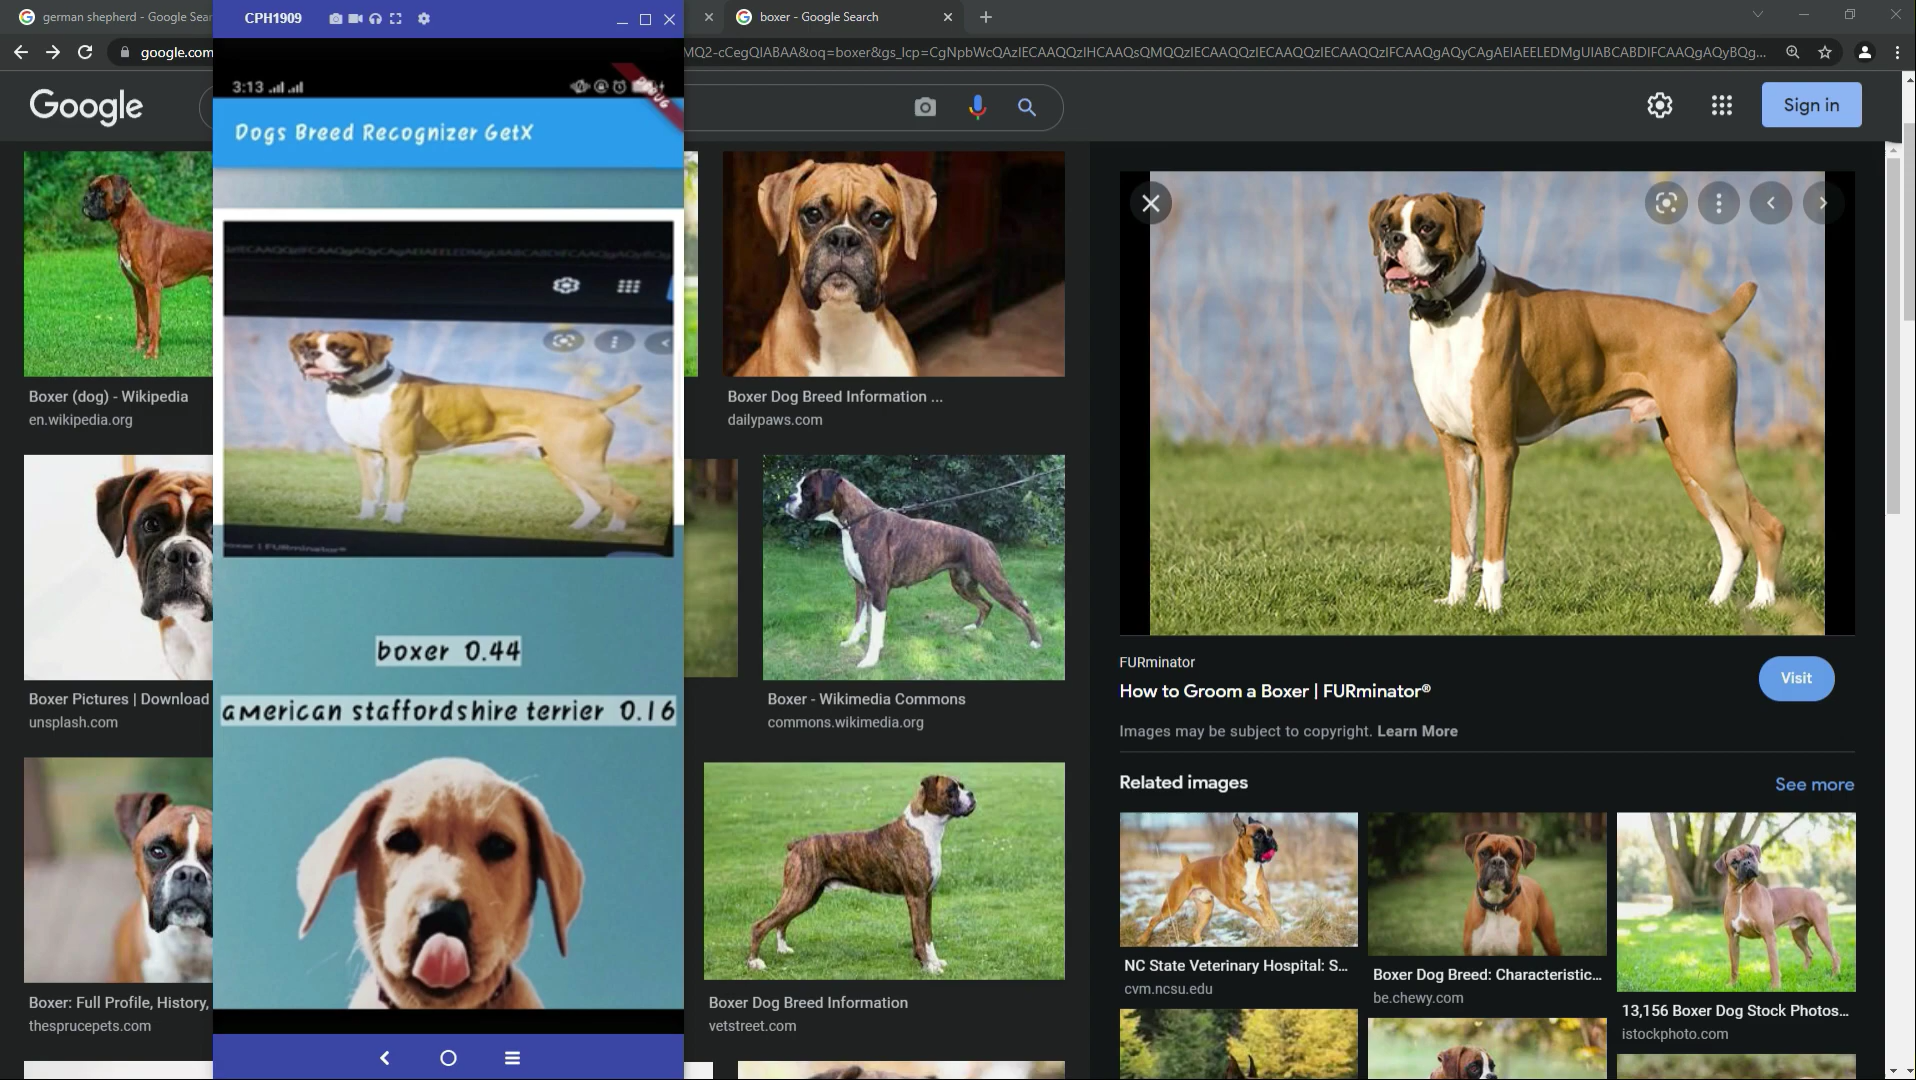 german shepherd - Google Sear
CPH1909
boxer - Google Search
google.com
MQ2-cCegQIABAA&oq=boxer&gs_lcp=CgNpbWcQAzIECAAQQzIHCAAQsQMQQzIECAAQQzIECAAQQzIECAAQQzIFCAAQgAQyCAgAEIAEELEDMgUIABCABDIFCAAQgAQyBQg...
3:13
DEBUG
Google
Sign in
Dogs Breed Recognizer GetX
Boxer (dog) - Wikipedia
en.wikipedia.org
Boxer Dog Breed Information ...
dailypaws.com
boxer 0.44
american staffordshire terrier 0.16
Boxer Pictures | Download
unsplash.com
Boxer - Wikimedia Commons
commons.wikimedia.org
Boxer: Full Profile, History,
thesprucepets.com
Boxer Dog Breed Information
vetstreet.com
FURminator
How to Groom a Boxer | FURminator®
Visit
Images may be subject to copyright. Learn More
Related images
See more
NC State Veterinary Hospital: S...
cvm.ncsu.edu
Boxer Dog Breed: Characteristic...
be.chewy.com
13,156 Boxer Dog Stock Photos...
istockphoto.com